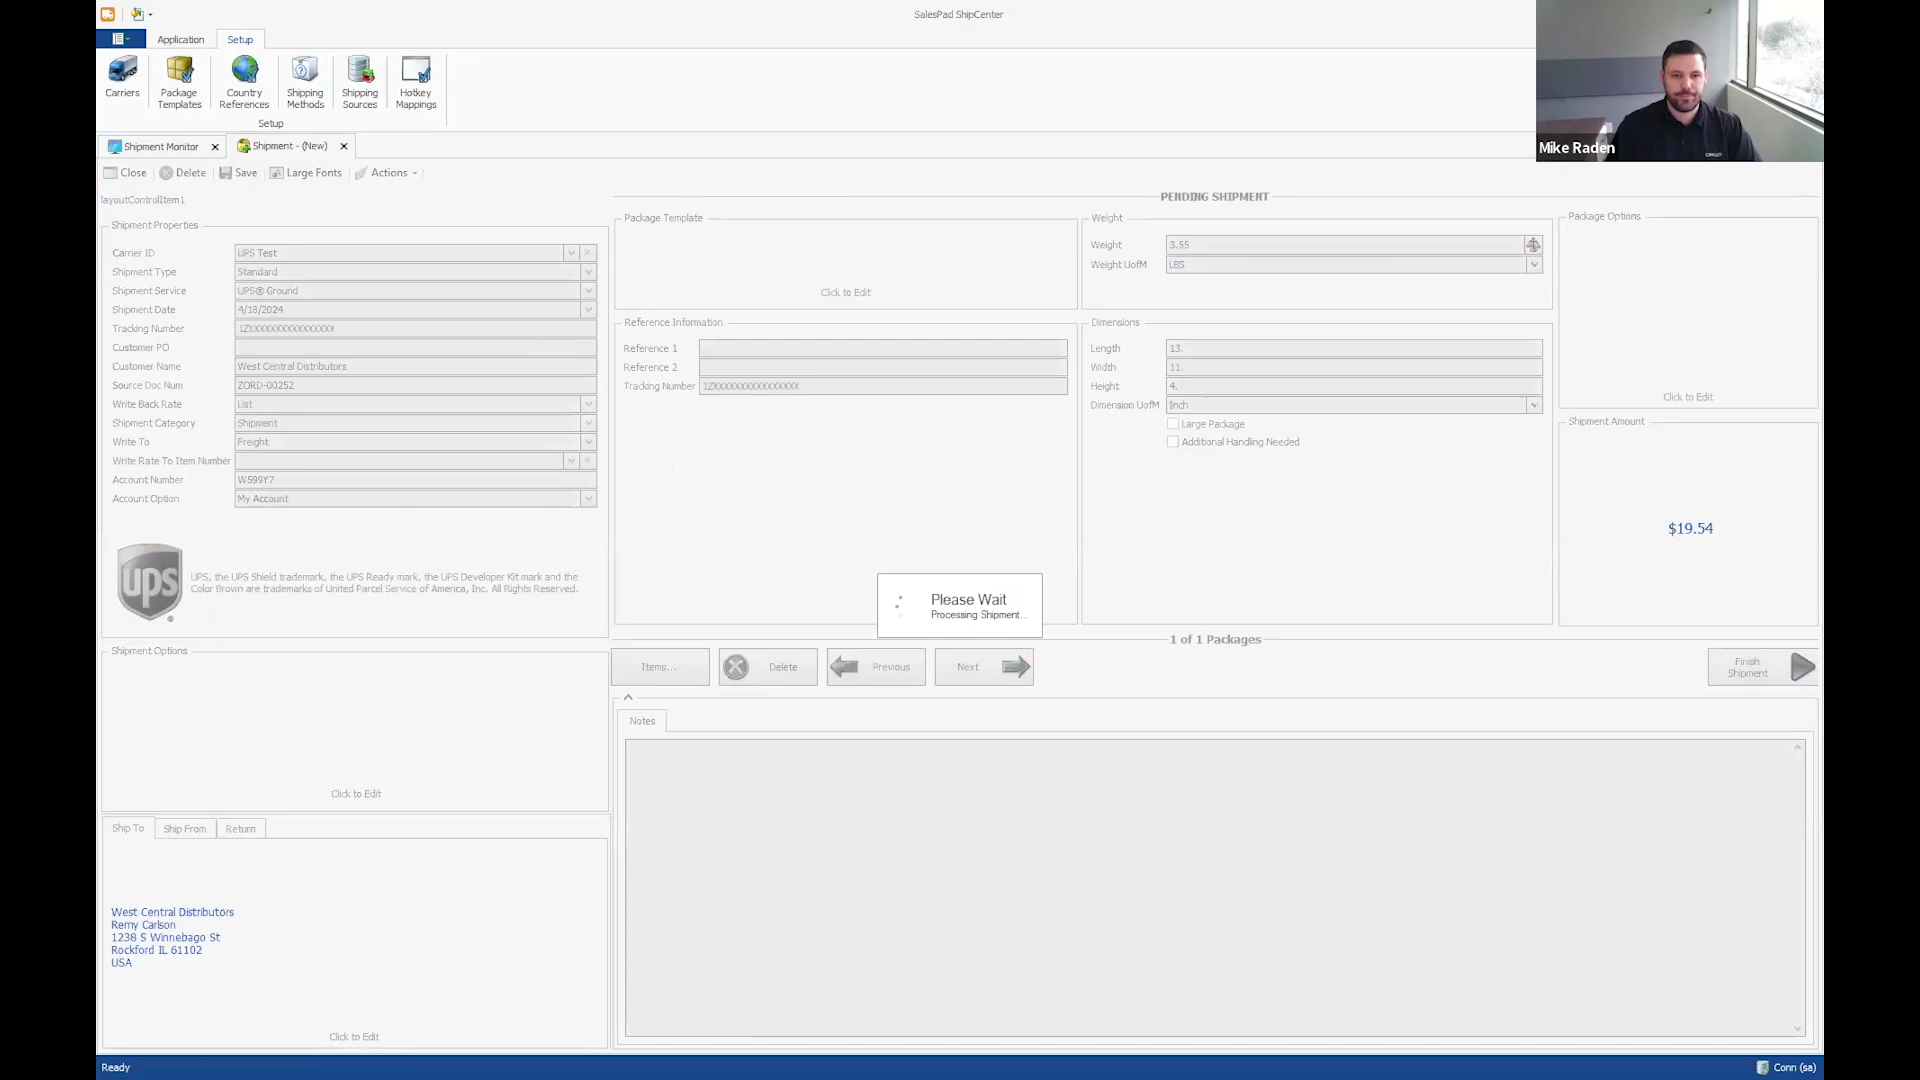 SalesPad ShipCenter
Application
Setup
Carriers
Package Templates
Country References
Shipping Methods
Shipping Sources
Hotkey Mappings
Setup
Mike Raden
Shipment Monitor
Shipment - (New)
Close
Delete
Save
Large Fonts
Actions
layoutControlItem1
PENDING SHIPMENT
Shipment Properties
Carrier ID UPS Test
Shipment Type Standard
Shipment Service UPS® Ground
Shipment Date 4/18/2024
Tracking Number 1ZXXXXXXXXXXXXXXXX
Customer PO
Customer Name West Central Distributors
Source Doc Num ZORD-00252
Write Back Rate List
Shipment Category Shipment
Write To Freight
Write Rate To Item Number
Account Number W599Y7
Account Option My Account
ups
UPS, the UPS Shield trademark, the UPS Ready mark, the UPS Developer Kit mark and the
Color Brown are trademarks of United Parcel Service of America, Inc. All Rights Reserved.
Package Template
Click to Edit
Weight
Weight 3.55
Weight UofM LBS
Package Options
Click to Edit
Reference Information
Reference 1
Reference 2
Tracking Number 1ZXXXXXXXXXXXXXXXX
Dimensions
Length 13.
Width 11.
Height 4.
Dimension UofM Inch
Large Package
Additional Handling Needed
Shipment Amount
$19.54
Please Wait
Processing Shipment...
1 of 1 Packages
Items...
Delete
Previous
Next
Finish
Shipment
Shipment Options
Click to Edit
Notes
Ship To
Ship From
Return
West Central Distributors
Remy Carlson
1238 S Winnebago St
Rockford IL 61102
USA
Click to Edit
Ready
Conn (sa)